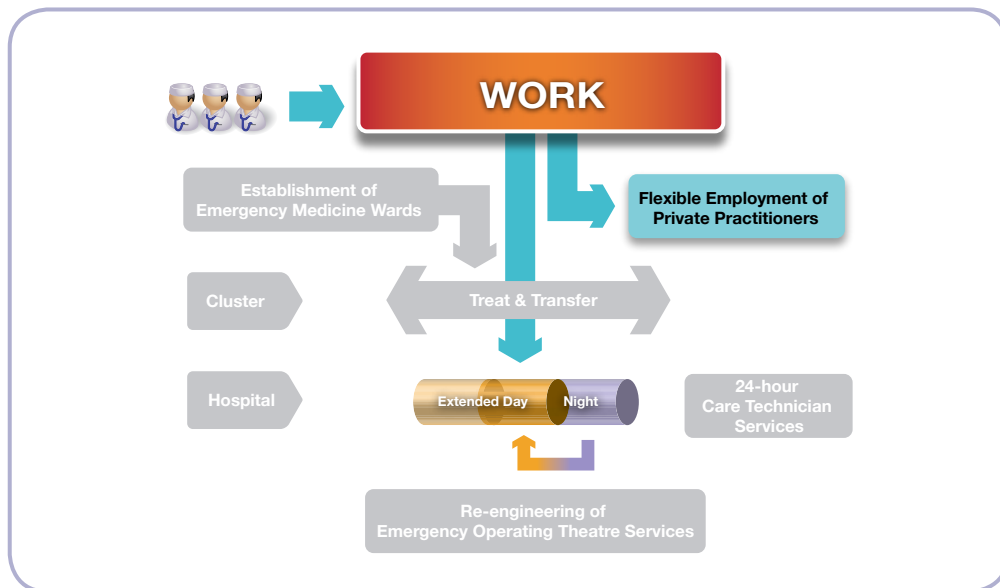 WORK
Establishment of
Emergency Medicine Wards
Flexible Employment of
Private Practitioners
Cluster
Treat & Transfer
Hospital
Extended Day
Night
24-hour
Care Technician
Services
Re-engineering of
Emergency Operating Theatre Services